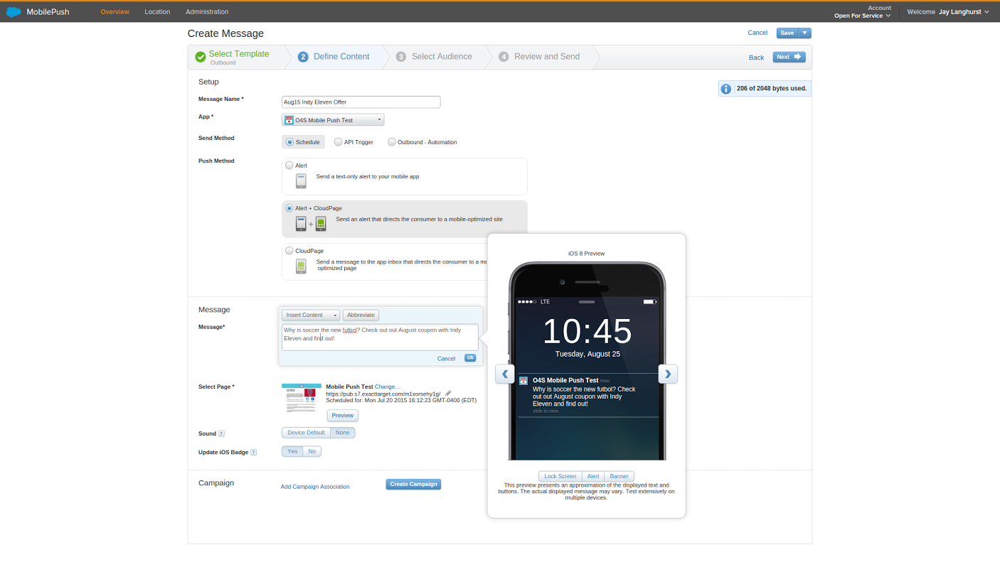 MobilePush
Overview
Location
Administration
Account
Open For Service
Welcome Jay Langhurst
Create Message
Cancel
Save
Select Template
Outbound
2 Define Content
3 Select Audience
4 Review and Send
Back
Next
Setup
206 of 2048 bytes used.
Message Name *
Aug15 Indy Eleven Offer
App *
O4S Mobile Push Test
Send Method
Schedule
API Trigger
Outbound - Automation
Push Method
Alert
Send a text-only alert to your mobile app
Alert + CloudPage
Send an alert that directs the consumer to a mobile-optimized site
CloudPage
Send a message to the app inbox that directs the consumer to a mo
optimized page
Message
Insert Content
Abbreviate
Message*
Why is soccer the new futbol? Check out out August coupon with Indy
Eleven and find out!
Cancel
Ok
Select Page *
Mobile Push Test Change...
https://pub.s7.exacttarget.com/m1xorsehy1g/
Scheduled for: Mon Jul 20 2015 16:12:23 GMT-0400 (EDT)
Preview
Sound ?
Device Default
None
Update iOS Badge ?
Yes
No
Campaign
Add Campaign Association
Create Campaign
iOS 8 Preview
LTE
10:45
Tuesday, August 25
O4S Mobile Push Test Now
Why is soccer the new futbol? Check
out out August coupon with Indy
Eleven and find out!
slide to view
Lock Screen
Alert
Banner
This preview presents an approximation of the displayed text and
buttons. The actual displayed message may vary. Test extensively on
multiple devices.